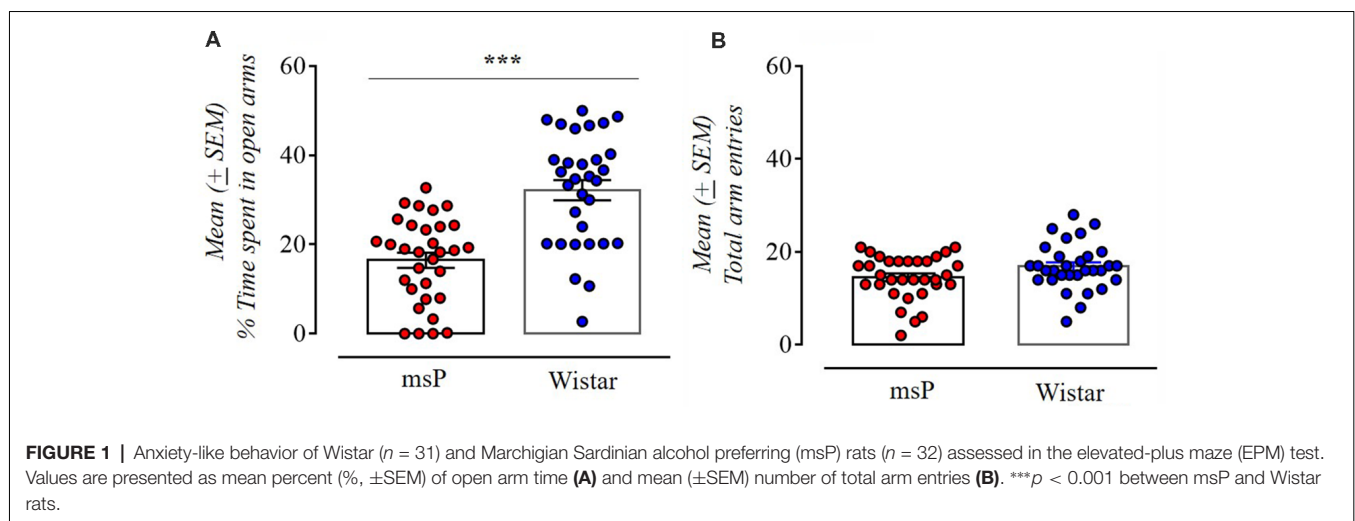 A
Mean (± SEM)
% Time spent in open arms
60
40
20
0
***
msP
Wistar
B
Mean (± SEM)
Total arm entries
60
40
20
0
msP
Wistar
FIGURE 1 | Anxiety-like behavior of Wistar (n = 31) and Marchigian Sardinian alcohol preferring (msP) rats (n = 32) assessed in the elevated-plus maze (EPM) test.
Values are presented as mean percent (%, ±SEM) of open arm time (A) and mean (±SEM) number of total arm entries (B). ***p < 0.001 between msP and Wistar
rats.